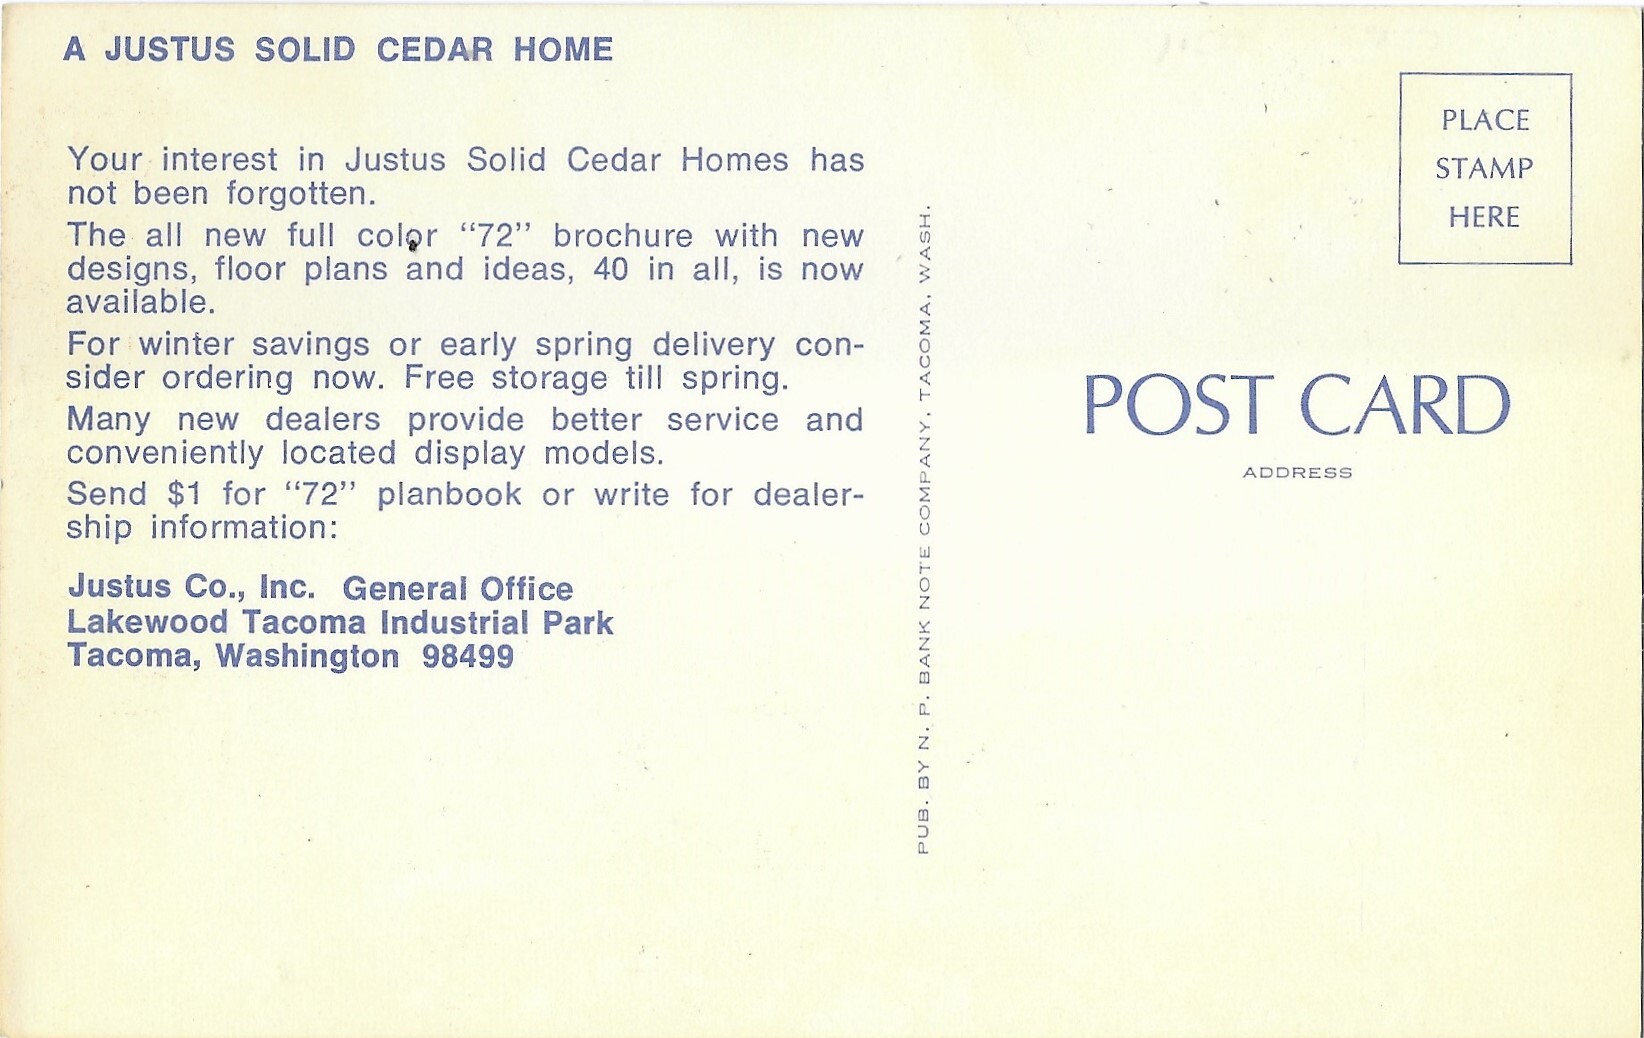 A JUSTUS SOLID CEDAR HOME
Your interest in Justus Solid Cedar Homes has
not been forgotten.
The all new full color “72” brochure with new
designs, floor plans and ideas, 40 in all, is now
available.
For winter savings or early spring delivery con-
sider ordering now. Free storage till spring.
Many new dealers provide better service and
conveniently located display models.
Send $1 for “72” planbook or write for dealer-
ship information:
Justus Co., Inc. General Office
Lakewood Tacoma Industrial Park
Tacoma, Washington 98499
PUB. BY N. P. BANK NOTE COMPANY, TACOMA, WASH.
PLACE
STAMP
HERE
POST CARD
ADDRESS